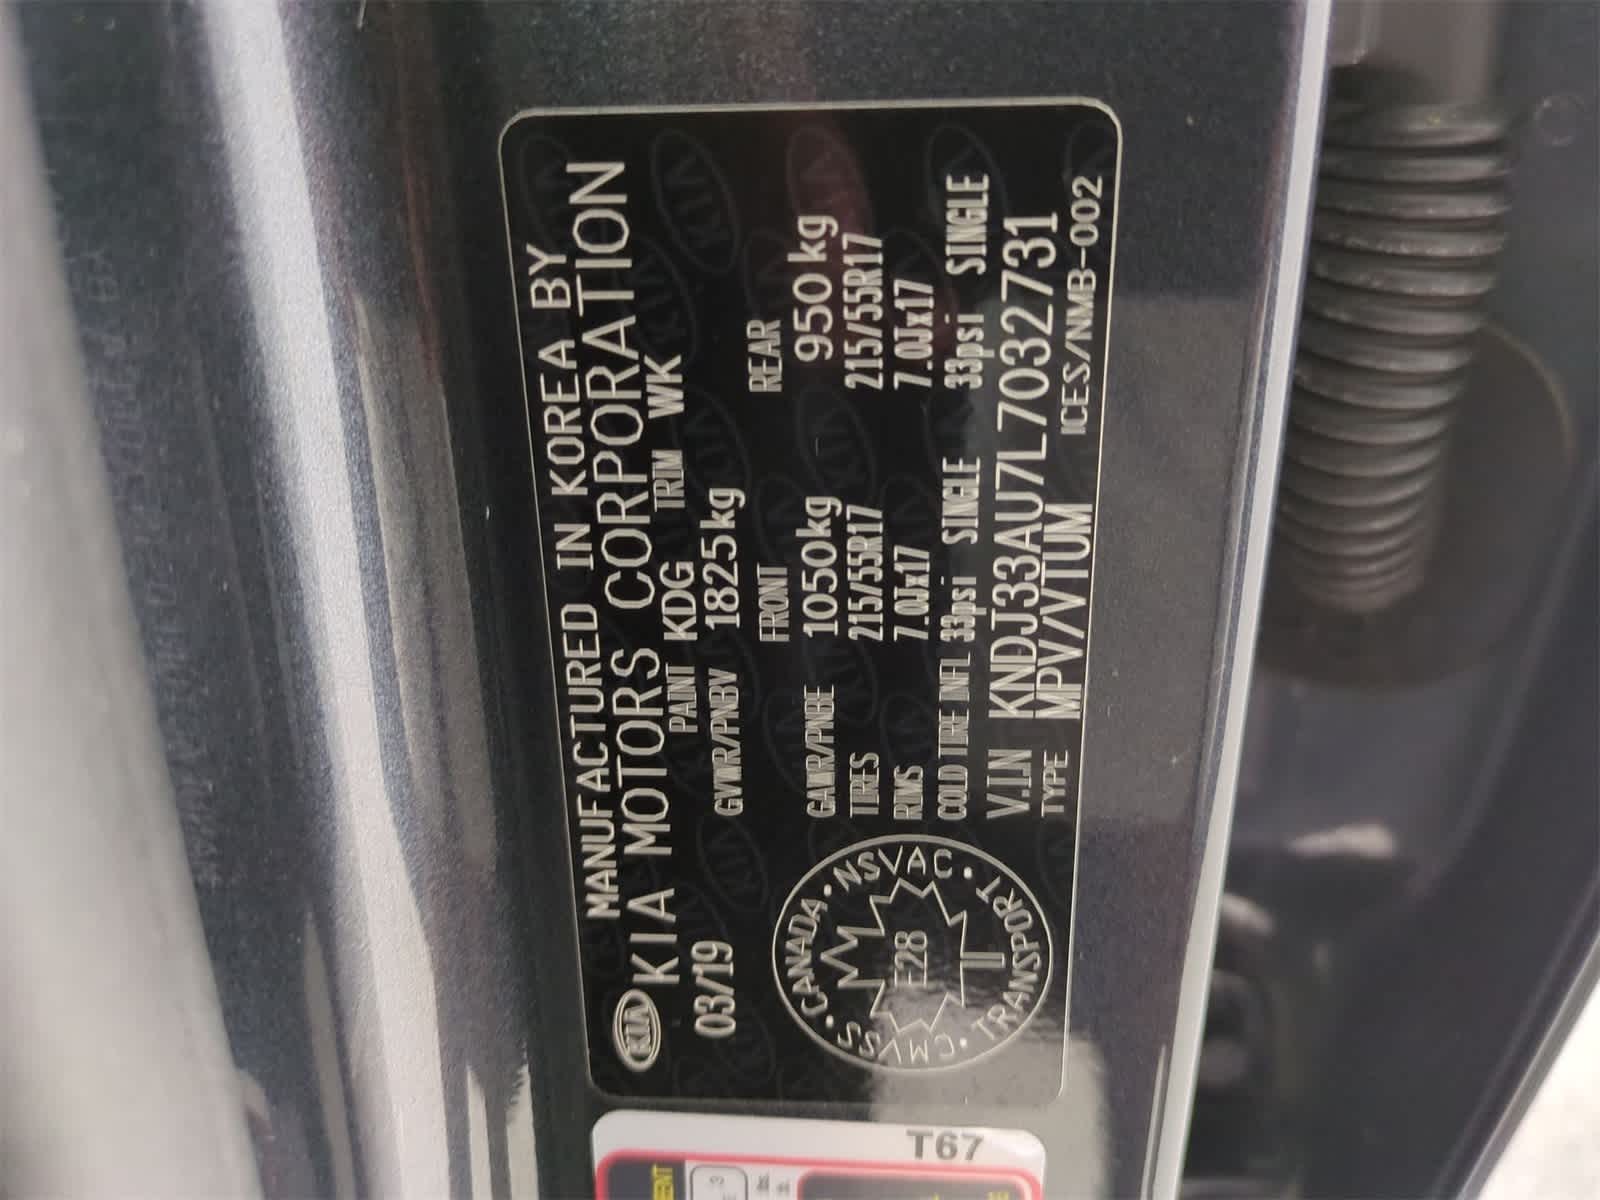 MANUFACTURED IN KOREA BY
KIA KIA MOTORS CORPORATION
03/19 PAINT KDG TRIM WK
GVWR/PNBV 1825kg
FRONT REAR
GAWR/PNBE 1050kg 950kg
TIRES 215/55R17 215/55R17
RIMS 7.0Jx17 7.0Jx17
COLD TIRE INFL 33psi SINGLE 33psi SINGLE
V.I.N KNDJ33AU7L7032731
TYPE MPV/VTUM ICES/NMB-002
CANADA · NSVAC ·
E28
CMVSS · TRANSPORT
T67